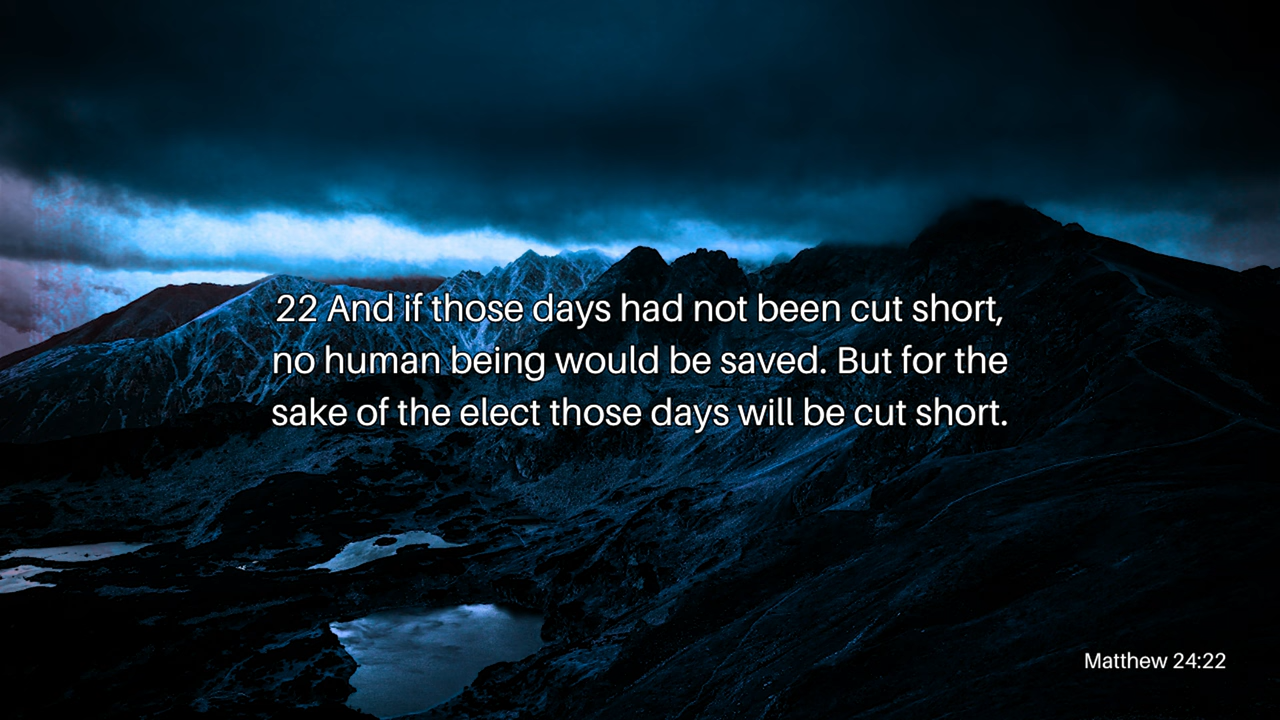 22 And if those days had not been cut short,
no human being would be saved. But for the
sake of the elect those days will be cut short.
Matthew 24:22